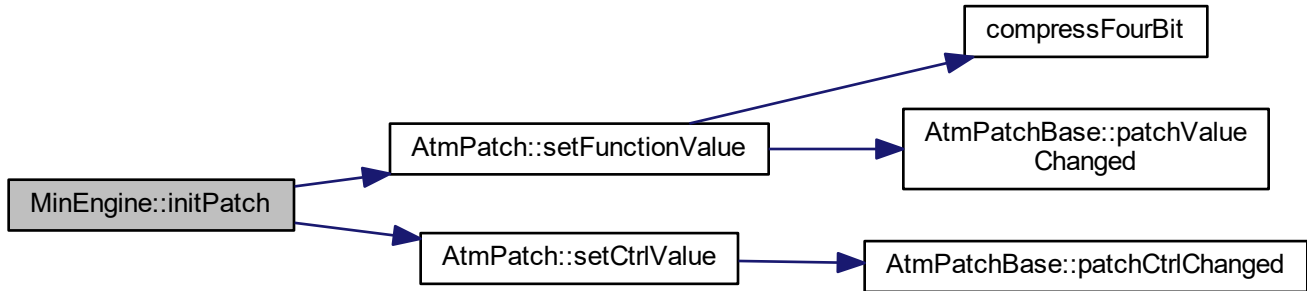 compressFourBit
AtmPatch::setFunctionValue
AtmPatchBase::patchValue
Changed
MinEngine::initPatch
AtmPatch::setCtrlValue
AtmPatchBase::patchCtrlChanged